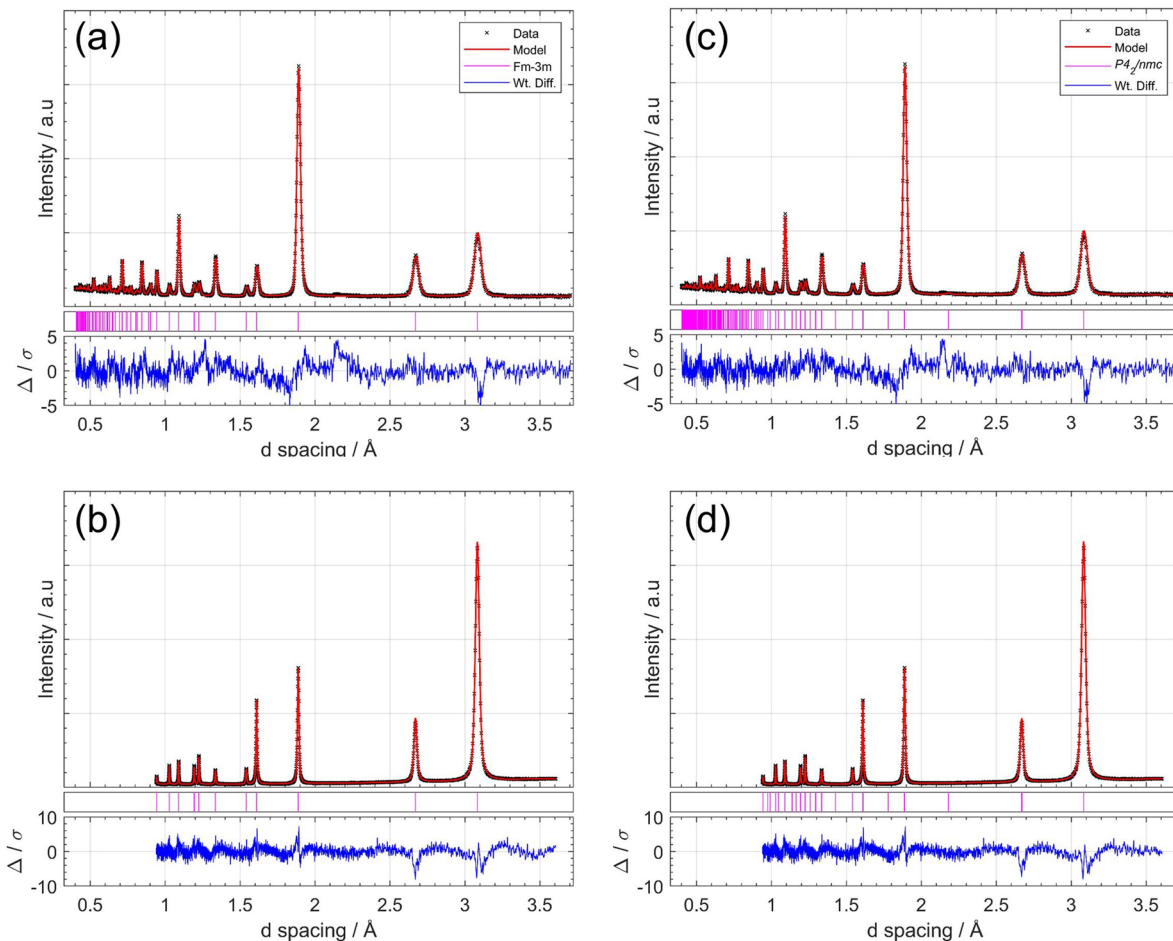 (a)
Data
Model
Fm-3m
Wt. Diff.
Intensity / a.u
5
0
-5
Δ / σ
0.5 1 1.5 2 2.5 3 3.5
d spacing / Å
(c)
Data
Model
P4₂/nmc
Wt. Diff.
Intensity / a.u
5
0
-5
Δ / σ
0.5 1 1.5 2 2.5 3 3.5
d spacing / Å
(b)
Intensity / a.u
10
0
-10
Δ / σ
0.5 1 1.5 2 2.5 3 3.5
d spacing / Å
(d)
Intensity / a.u
10
0
-10
Δ / σ
0.5 1 1.5 2 2.5 3 3.5
d spacing / Å